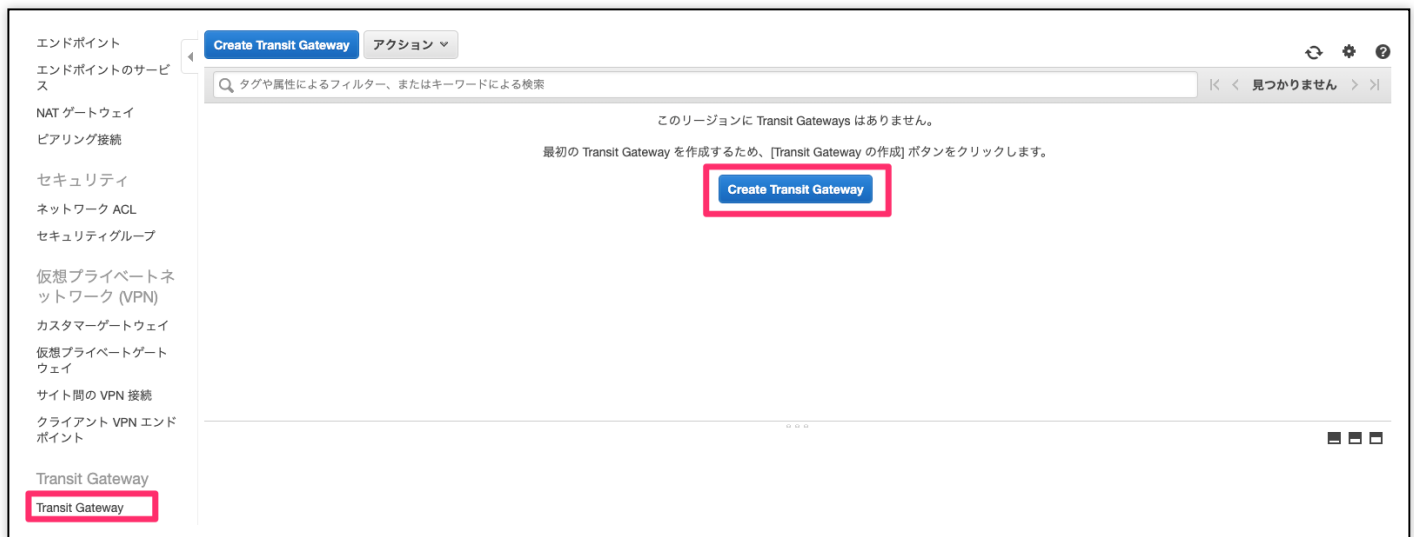 エンドポイント
エンドポイントのサービ
ス
NAT ゲートウェイ
ピアリング接続
セキュリティ
ネットワーク ACL
セキュリティグループ
仮想プライベートネ
ットワーク (VPN)
カスタマーゲートウェイ
仮想プライベートゲート
ウェイ
サイト間の VPN 接続
クライアント VPN エンド
ポイント
Transit Gateway
Transit Gateway
Create Transit Gateway アクション
タグや属性によるフィルター、またはキーワードによる検索 見つかりません
このリージョンに Transit Gateways はありません。
最初の Transit Gateway を作成するため、[Transit Gateway の作成] ボタンをクリックします。
Create Transit Gateway